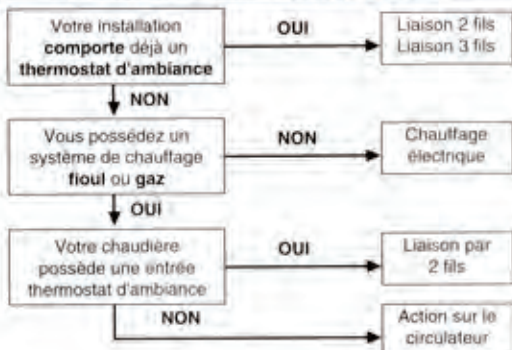 Votre installation
comporte déjà un
thermostat d'ambiance
OUI
Liaison 2 fils
Liaison 3 fils
NON
Vous possédez un
système de chauffage
fioul ou gaz
NON
Chauffage
électrique
OUI
Votre chaudière
possède une entrée
thermostat d'ambiance
OUI
Liaison par
2 fils
NON
Action sur le
circulateur